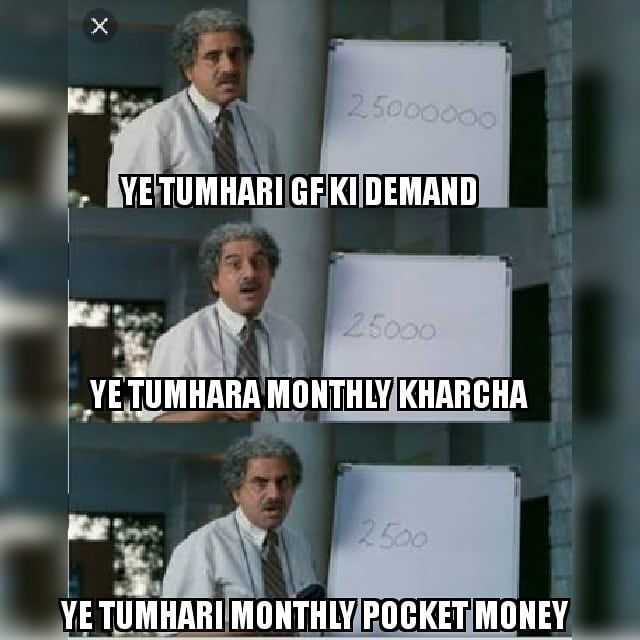 25000000
YE TUMHARI GF KI DEMAND
25000
YE TUMHARA MONTHLY KHARCHA
2500
YE TUMHARI MONTHLY POCKET MONEY